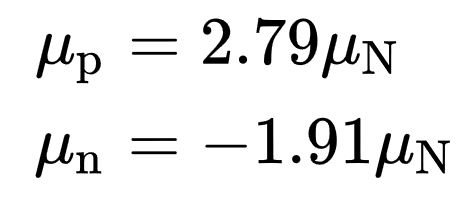 μp = 2.79μN
μn = −1.91μN